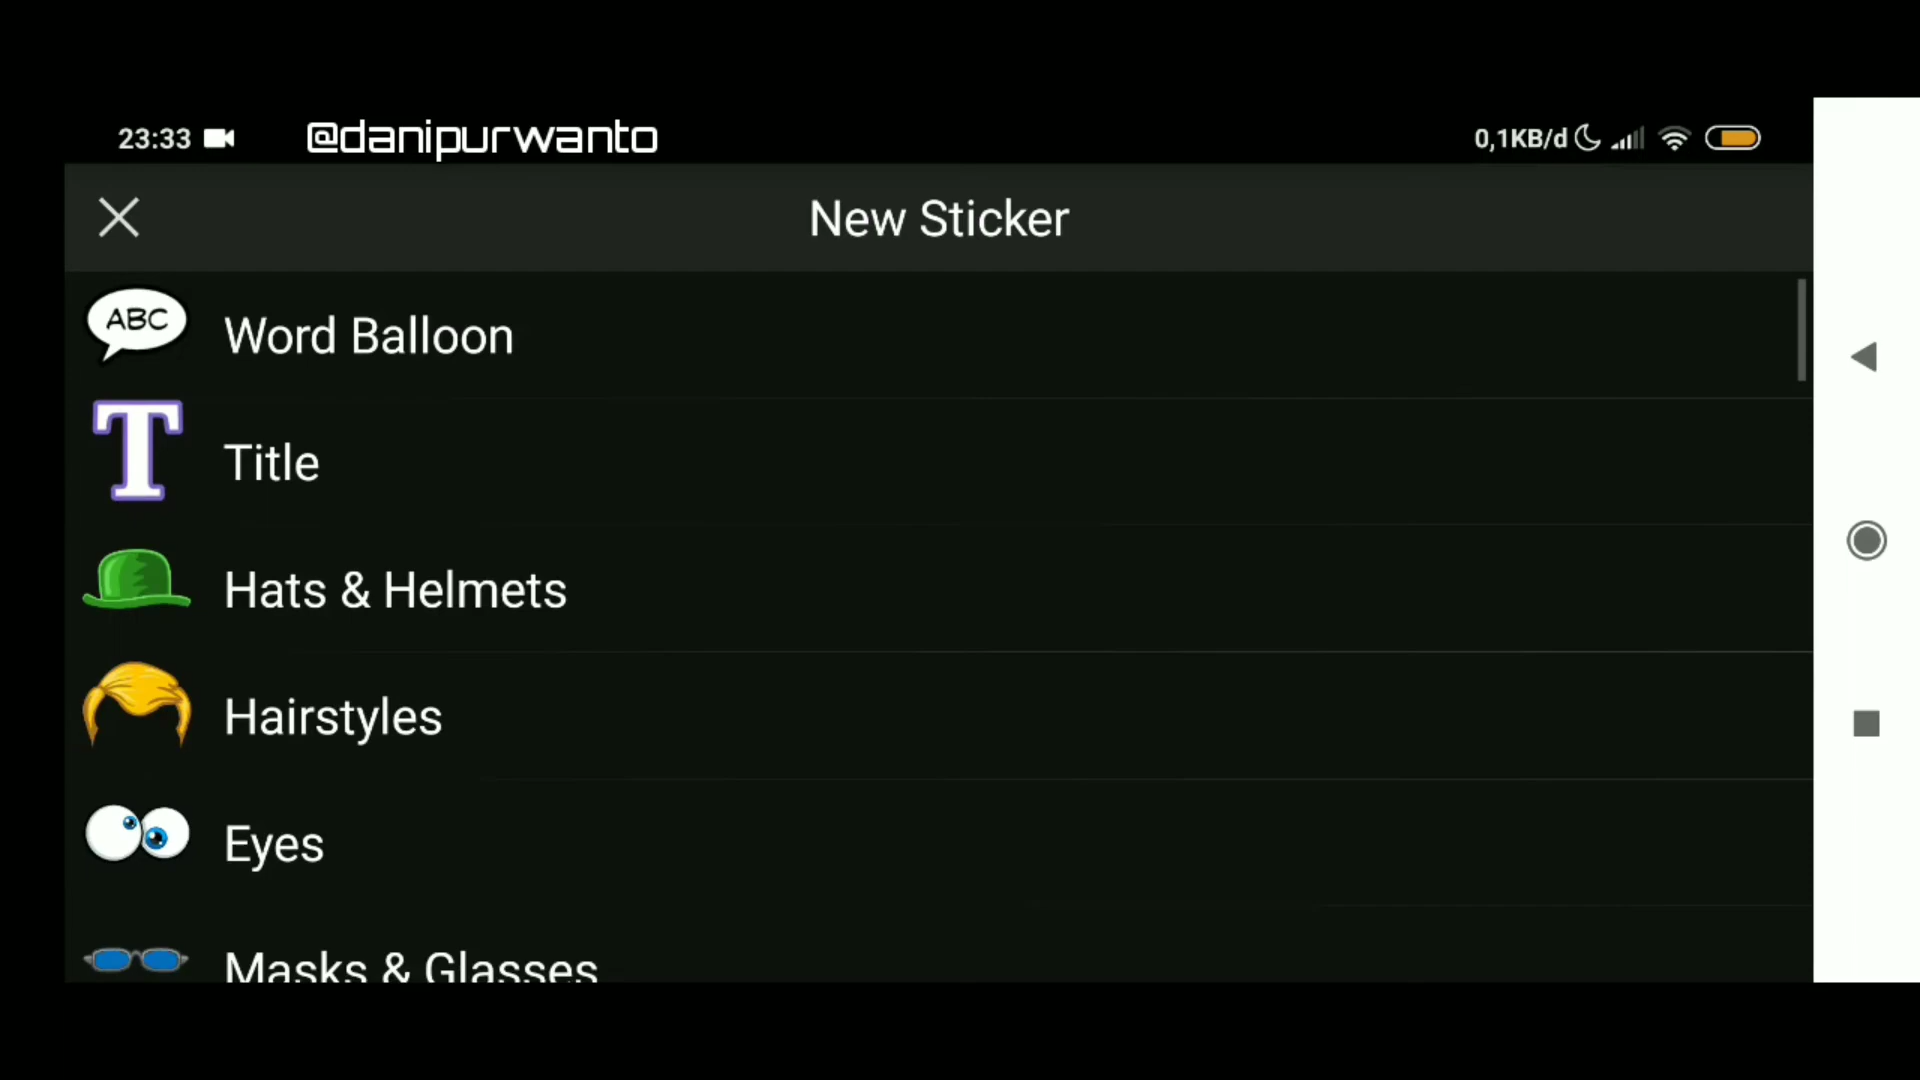 23:33 @danipurwanto 0,1KB/d
New Sticker
ABC Word Balloon
T Title
Hats & Helmets
Hairstyles
Eyes
Masks & Glasses